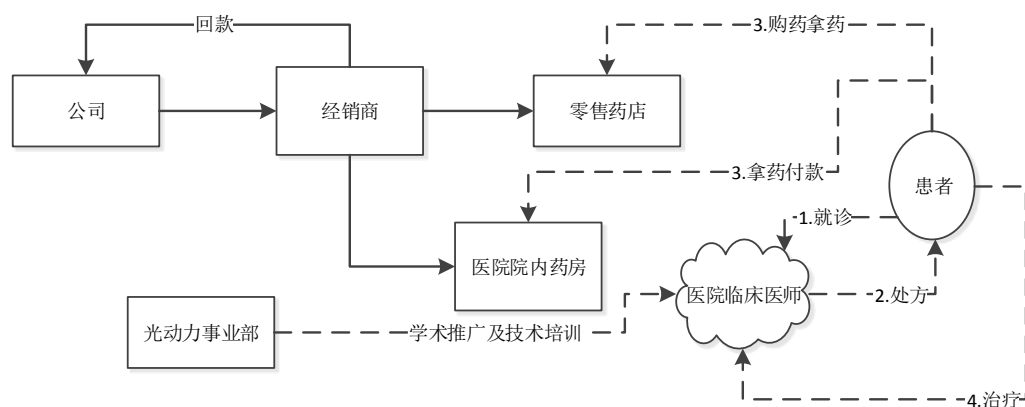 回款
3.购药拿药
公司
经销商
零售药店
3.拿药付款
患者
1.就诊
医院院内药房
医院临床医师
2.处方
光动力事业部
学术推广及技术培训
4.治疗